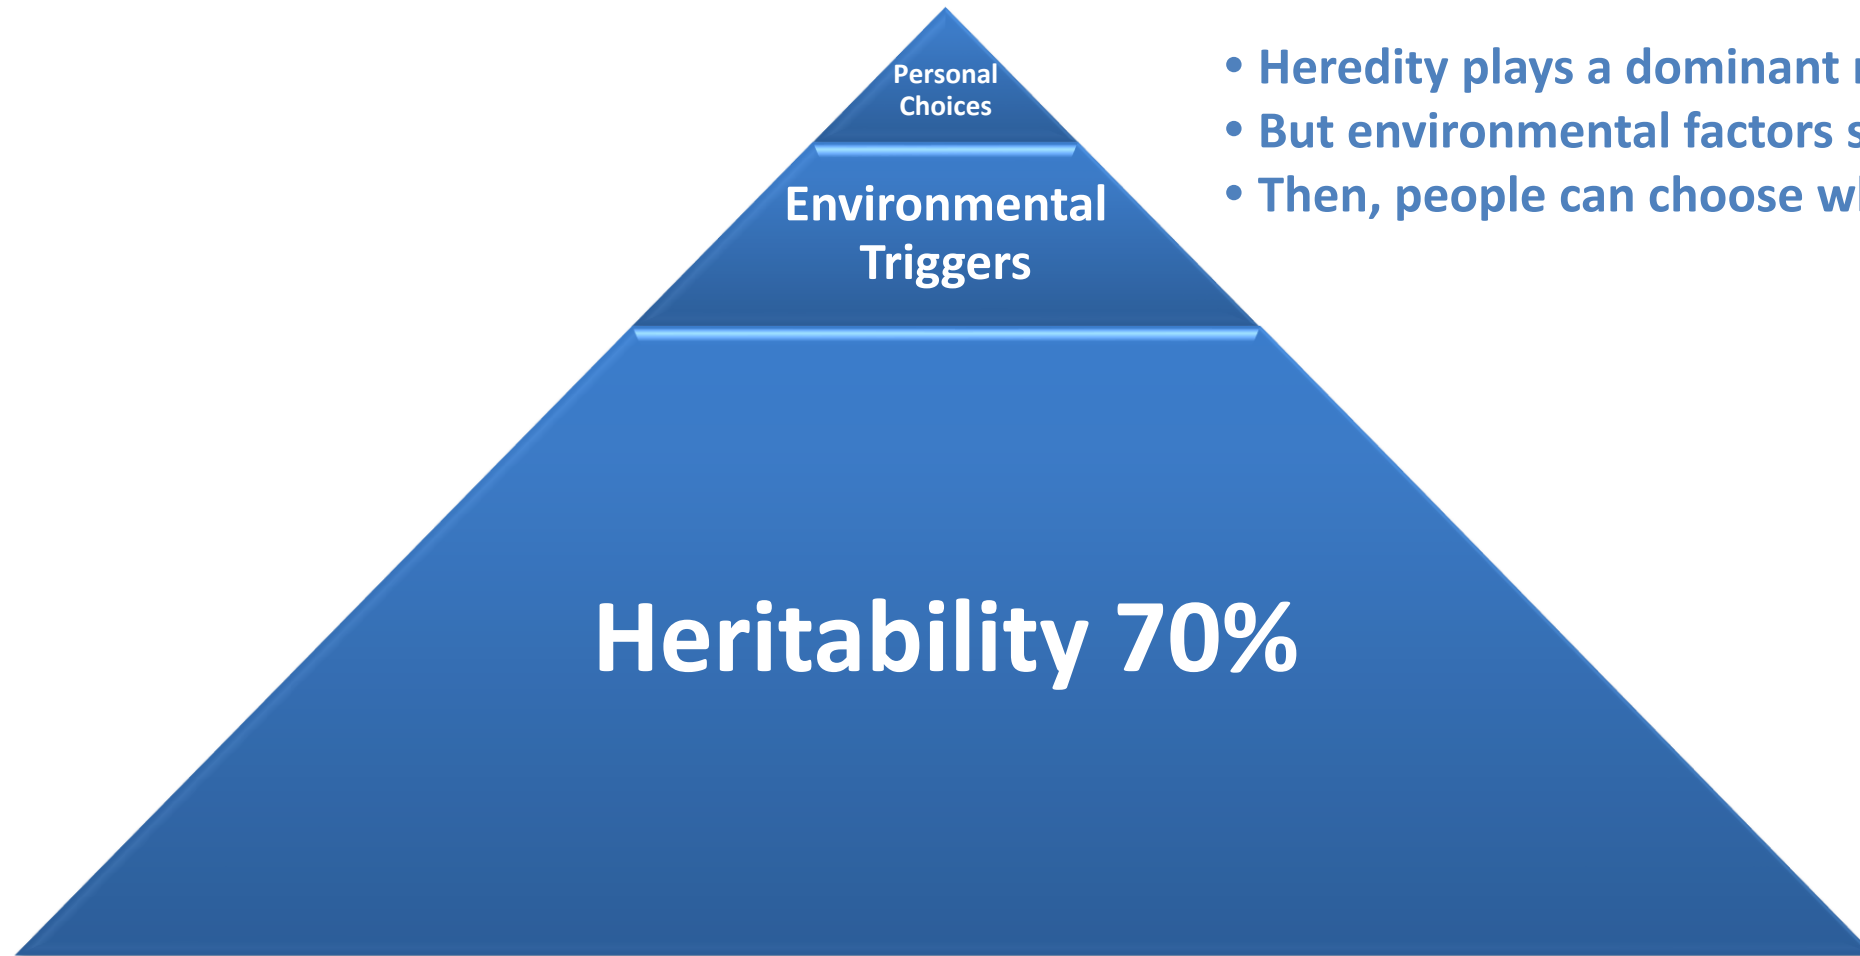 Personal
Choices
• Heredity plays a dominant
• But environmental factors
• Then, people can choose
Environmental
Triggers
Heritability 70%